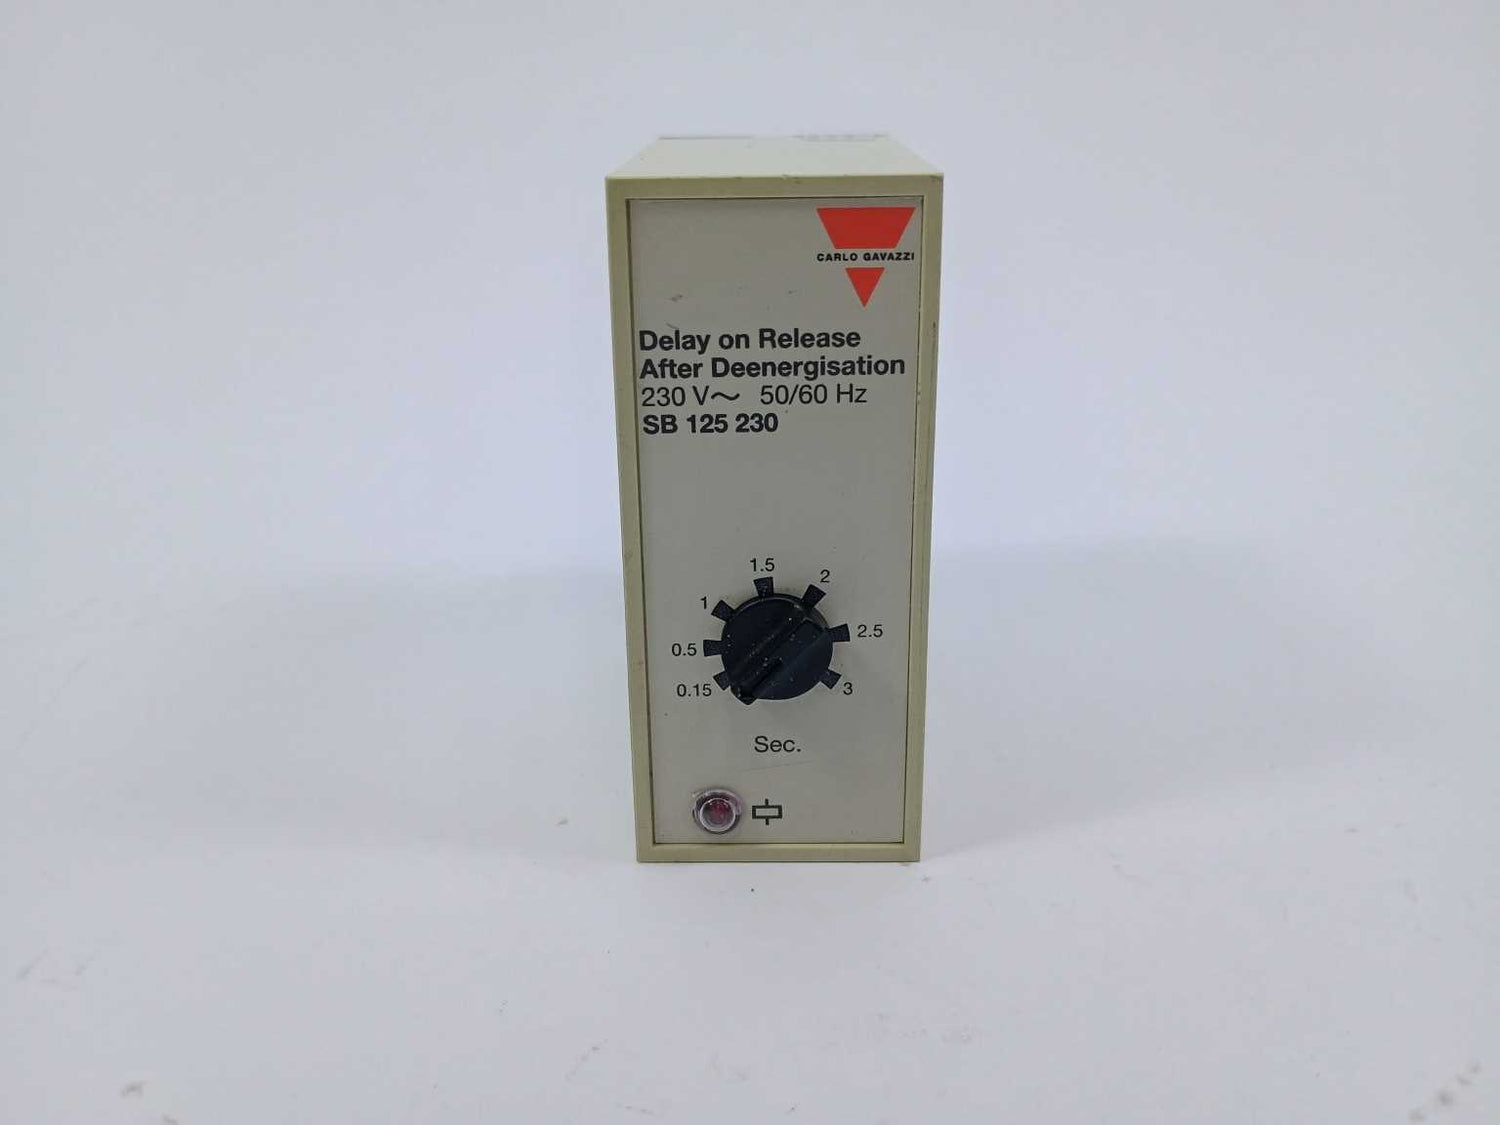 CARLO GAVAZZI
Delay on Release
After Deenergisation
230 V~ 50/60 Hz
SB 125 230
1.5
2
1
2.5
0.5
0.15
3
Sec.